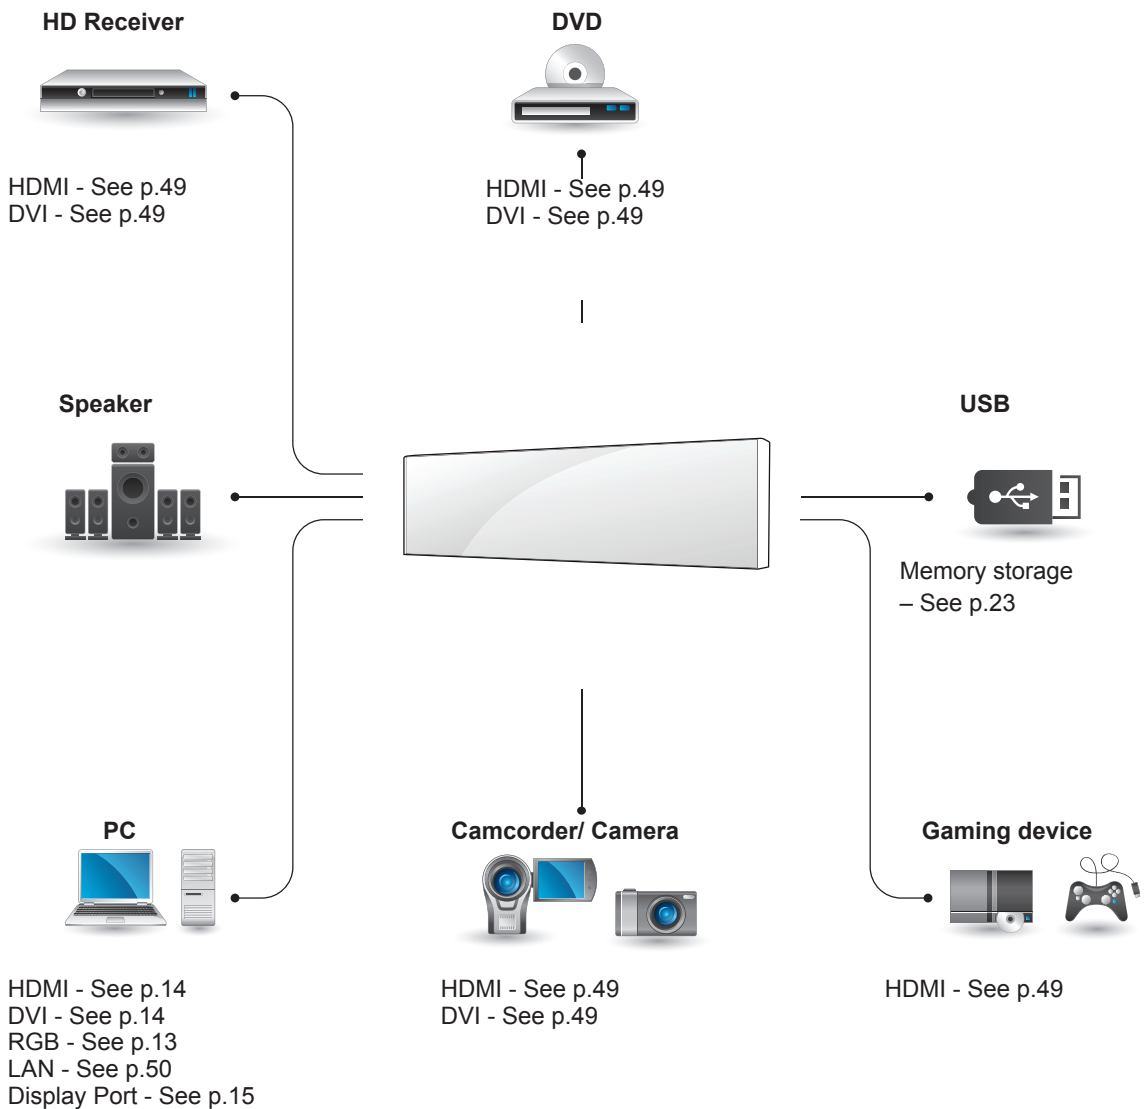 HD Receiver
HDMI - See p.49
DVI - See p.49
DVD
HDMI - See p.49
DVI - See p.49
Speaker
USB
Memory storage
– See p.23
PC
HDMI - See p.14
DVI - See p.14
RGB - See p.13
LAN - See p.50
Display Port - See p.15
Camcorder/ Camera
HDMI - See p.49
DVI - See p.49
Gaming device
HDMI - See p.49